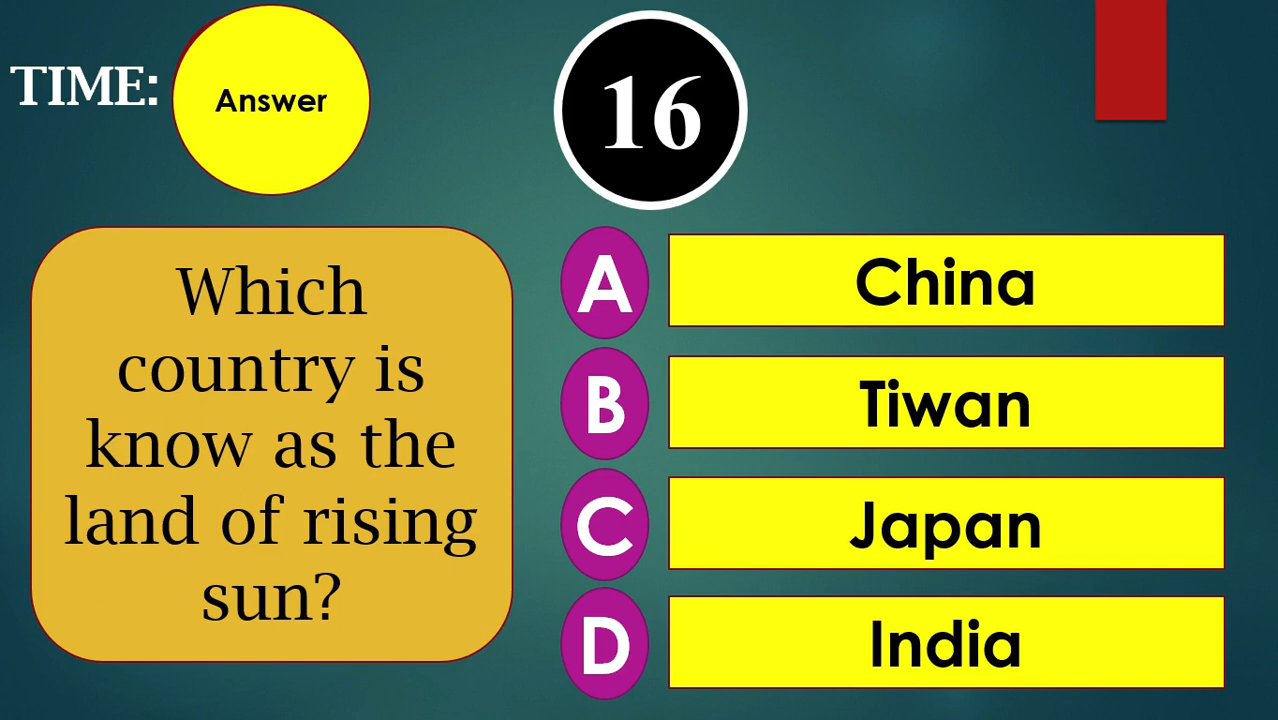 TIME:
Answer
16
Which
country is
know as the
land of rising
sun?
A
China
B
Tiwan
C
Japan
D
India